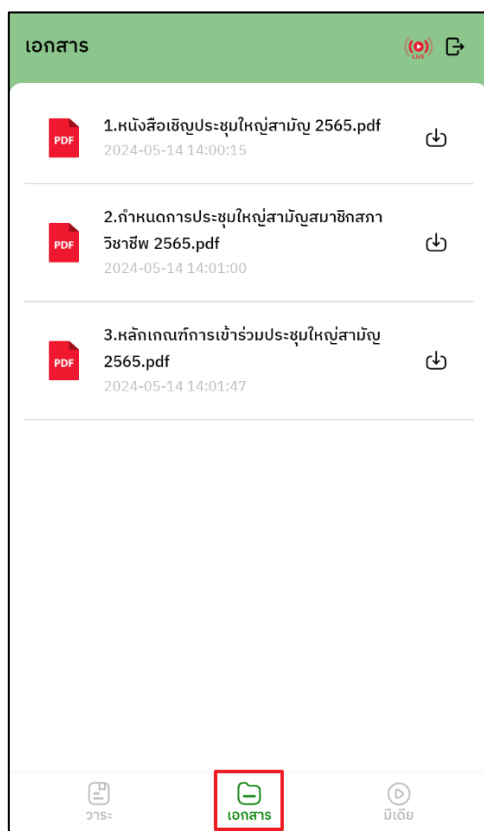 เอกสาร
LIVE
PDF
1.หนังสือเชิญประชุมใหญ่สามัญ 2565.pdf
2024-05-14 14:00:15
PDF
2.กำหนดการประชุมใหญ่สามัญสมาชิกสภา
วิชาชีพ 2565.pdf
2024-05-14 14:01:00
PDF
3.หลักเกณฑ์การเข้าร่วมประชุมใหญ่สามัญ
2565.pdf
2024-05-14 14:01:47
วาระ
เอกสาร
มีเดีย